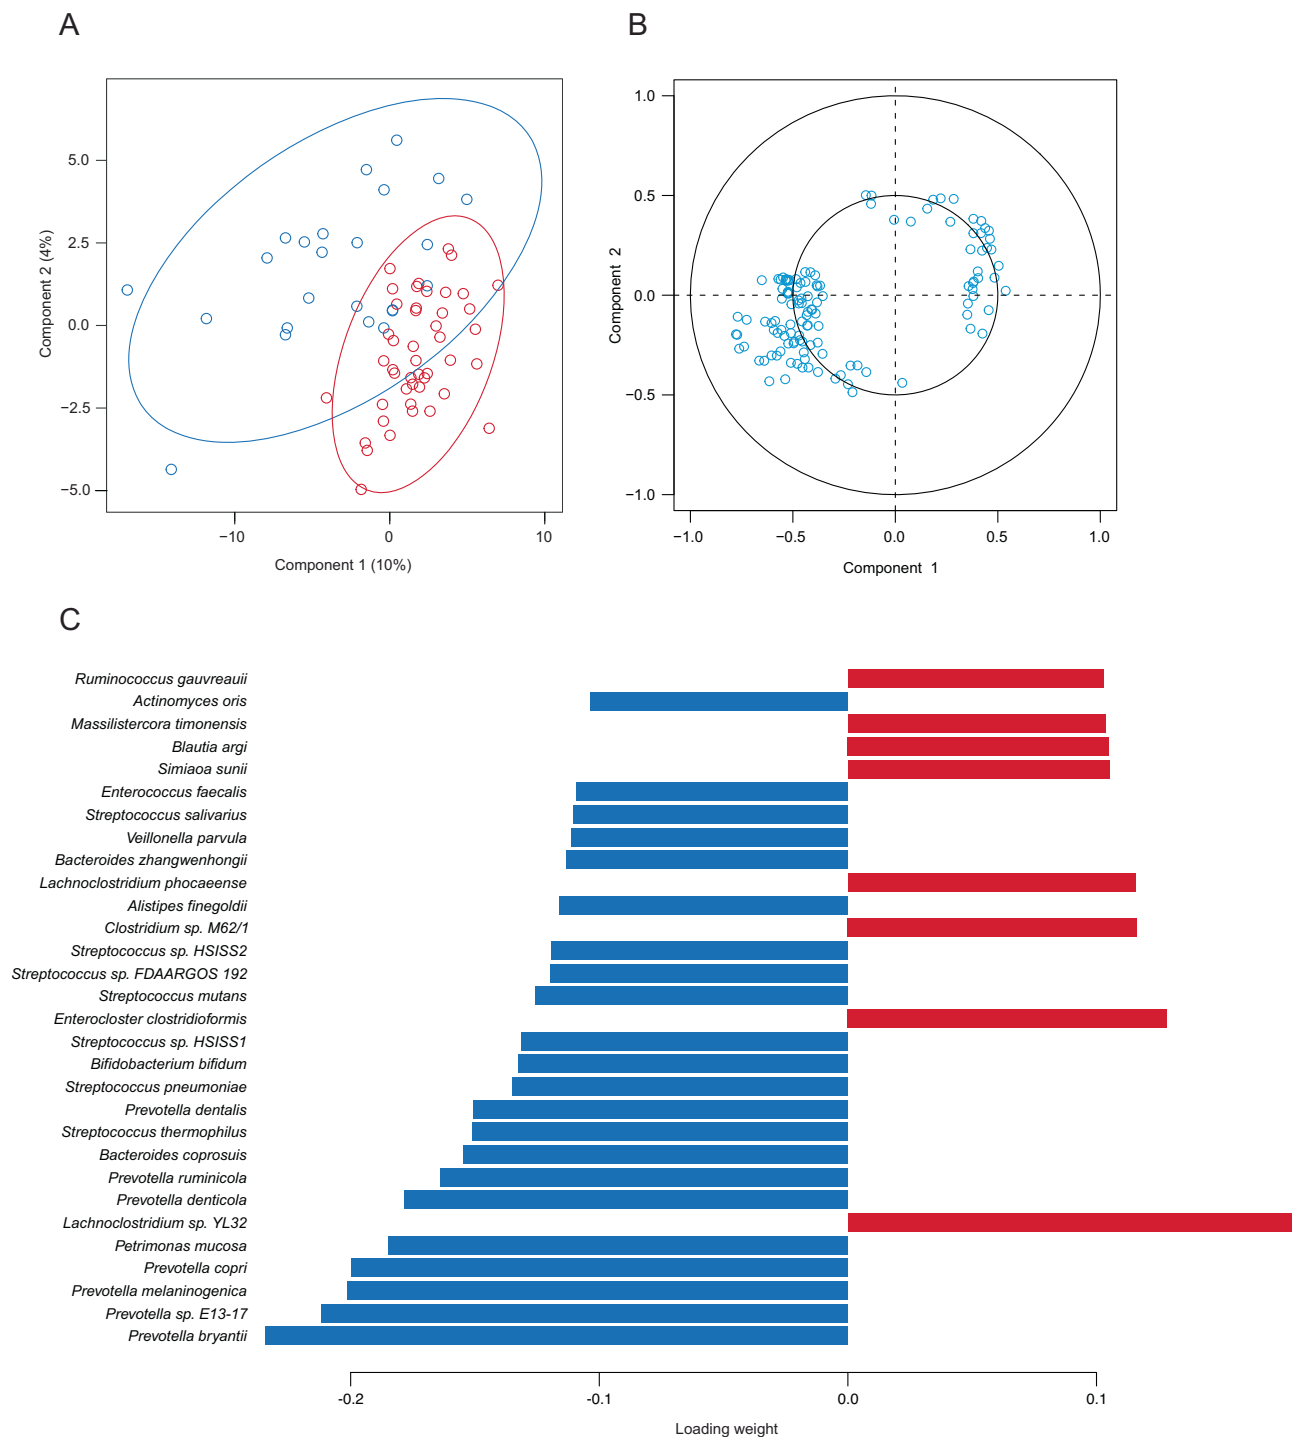 A
B
5.0
2.5
0.0
−2.5
−5.0
Component 2 (4%)
−10
0
10
Component 1 (10%)
1.0
0.5
0.0
−0.5
−1.0
Component 2
−1.0
−0.5
0.0
0.5
1.0
Component 1
C
Ruminococcus gauvreauii
Actinomyces oris
Massilistercora timonensis
Blautia argi
Simiaoa sunii
Enterococcus faecalis
Streptococcus salivarius
Veillonella parvula
Bacteroides zhangwenhongii
Lachnoclostridium phocaeense
Alistipes finegoldii
Clostridium sp. M62/1
Streptococcus sp. HSISS2
Streptococcus sp. FDAARGOS 192
Streptococcus mutans
Enterocloster clostridioformis
Streptococcus sp. HSISS1
Bifidobacterium bifidum
Streptococcus pneumoniae
Prevotella dentalis
Streptococcus thermophilus
Bacteroides coprosuis
Prevotella ruminicola
Prevotella denticola
Lachnoclostridium sp. YL32
Petrimonas mucosa
Prevotella copri
Prevotella melaninogenica
Prevotella sp. E13-17
Prevotella bryantii
-0.2
-0.1
0.0
0.1
Loading weight